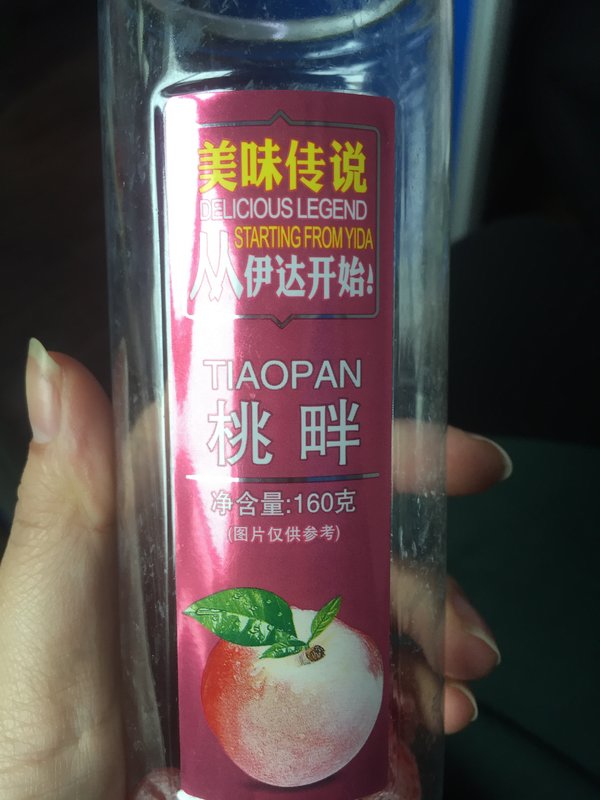 美味传说
DELICIOUS LEGEND
STARTING FROM YIDA
从伊达开始!
TIAOPAN
桃畔
净含量:160克
(图片仅供参考)